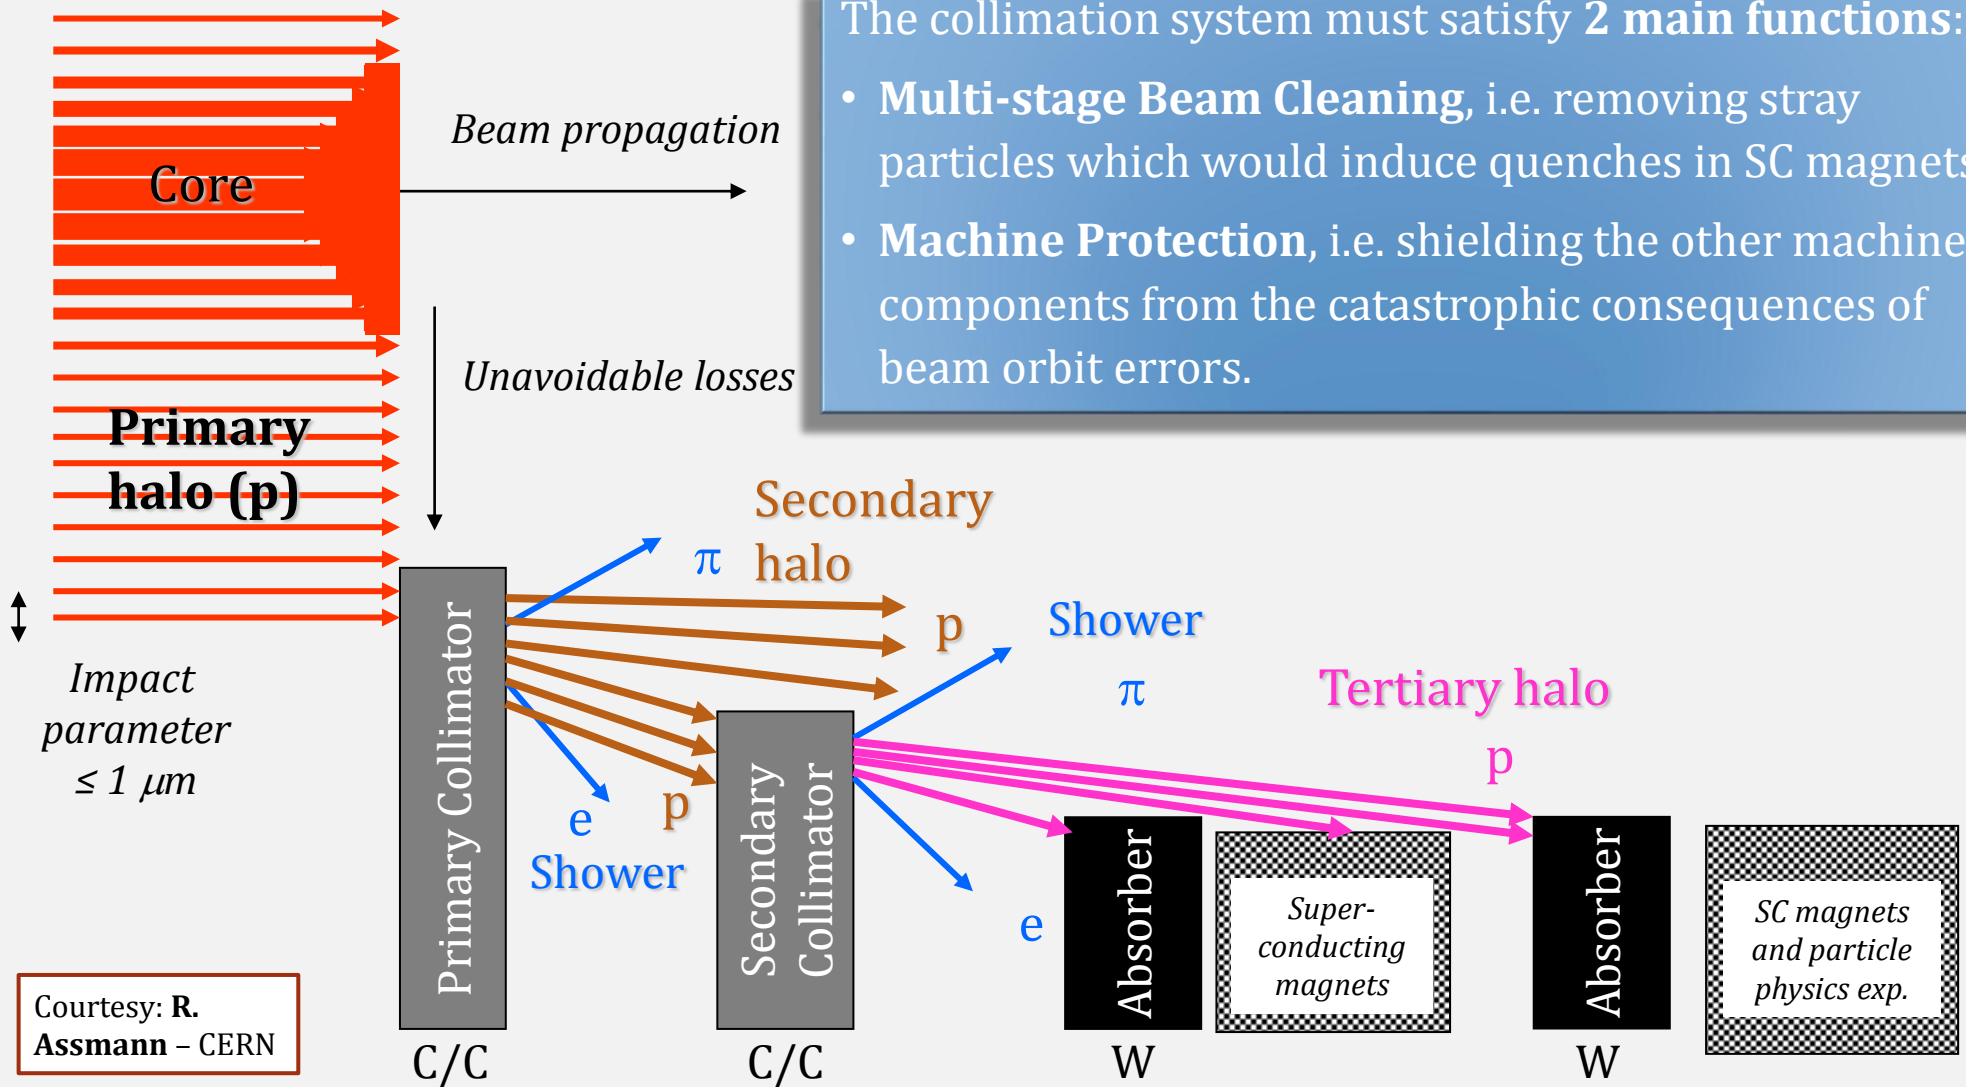 The collimation system must satisfy 2 main functions:
• Multi-stage Beam Cleaning, i.e. removing stray
particles which would induce quenches in SC magnets
• Machine Protection, i.e. shielding the other machine
components from the catastrophic consequences of
beam orbit errors.
Beam propagation
Core
Unavoidable losses
Primary
halo (p)
Secondary
halo
π
p
Shower
π
Impact
parameter
≤ 1 μm
Tertiary halo
p
e
p
Shower
e
Primary Collimator
Secondary
Collimator
Absorber
Super-
conducting
magnets
Absorber
SC magnets
and particle
physics exp.
Courtesy: R.
Assmann – CERN
C/C
C/C
W
W